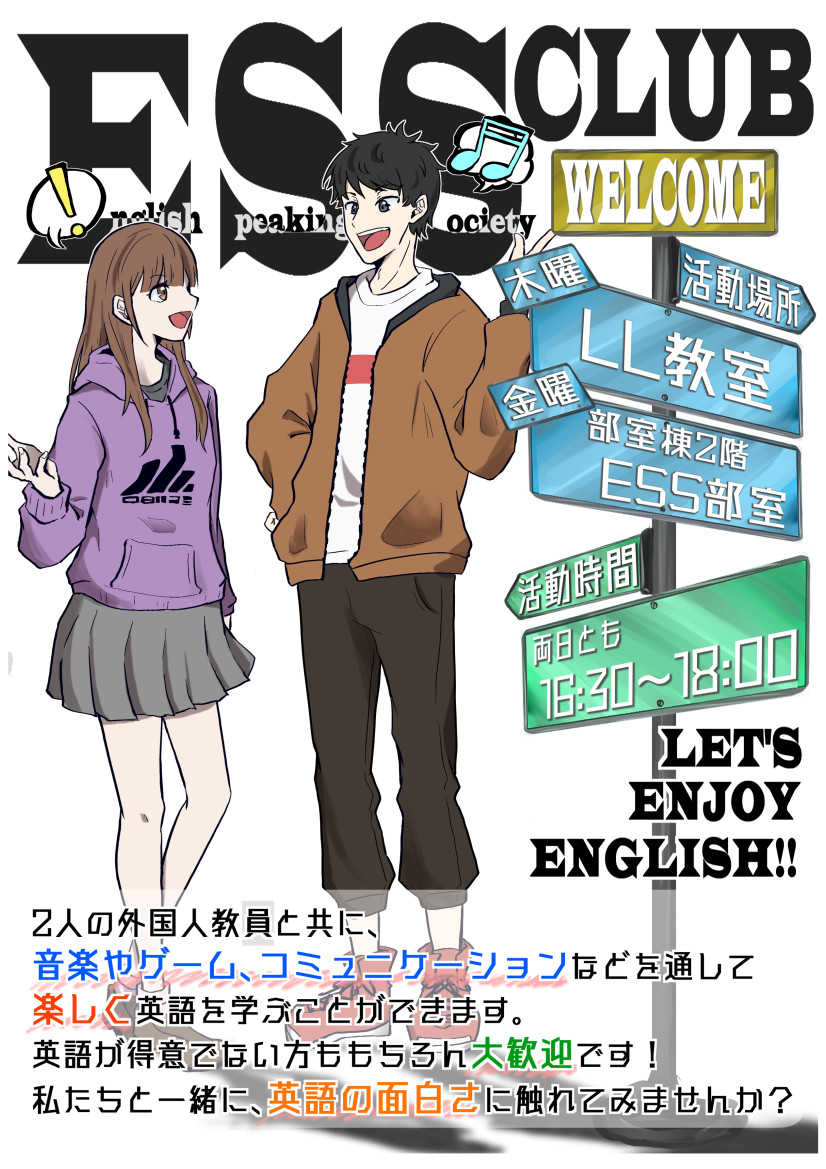 ESS CLUB
English Speaking Society
WELCOME
活動場所
木曜
LL教室
金曜
部室棟2階
ESS部室
活動時間
両日とも
16:30～18:00
LET'S
ENJOY
ENGLISH!!
2人の外国人教員と共に、
音楽やゲーム、コミュニケーションなどを通して
楽しく英語を学ぶことができます。
英語が得意でない方ももちろん大歓迎です！
私たちと一緒に、英語の面白さに触れてみませんか？